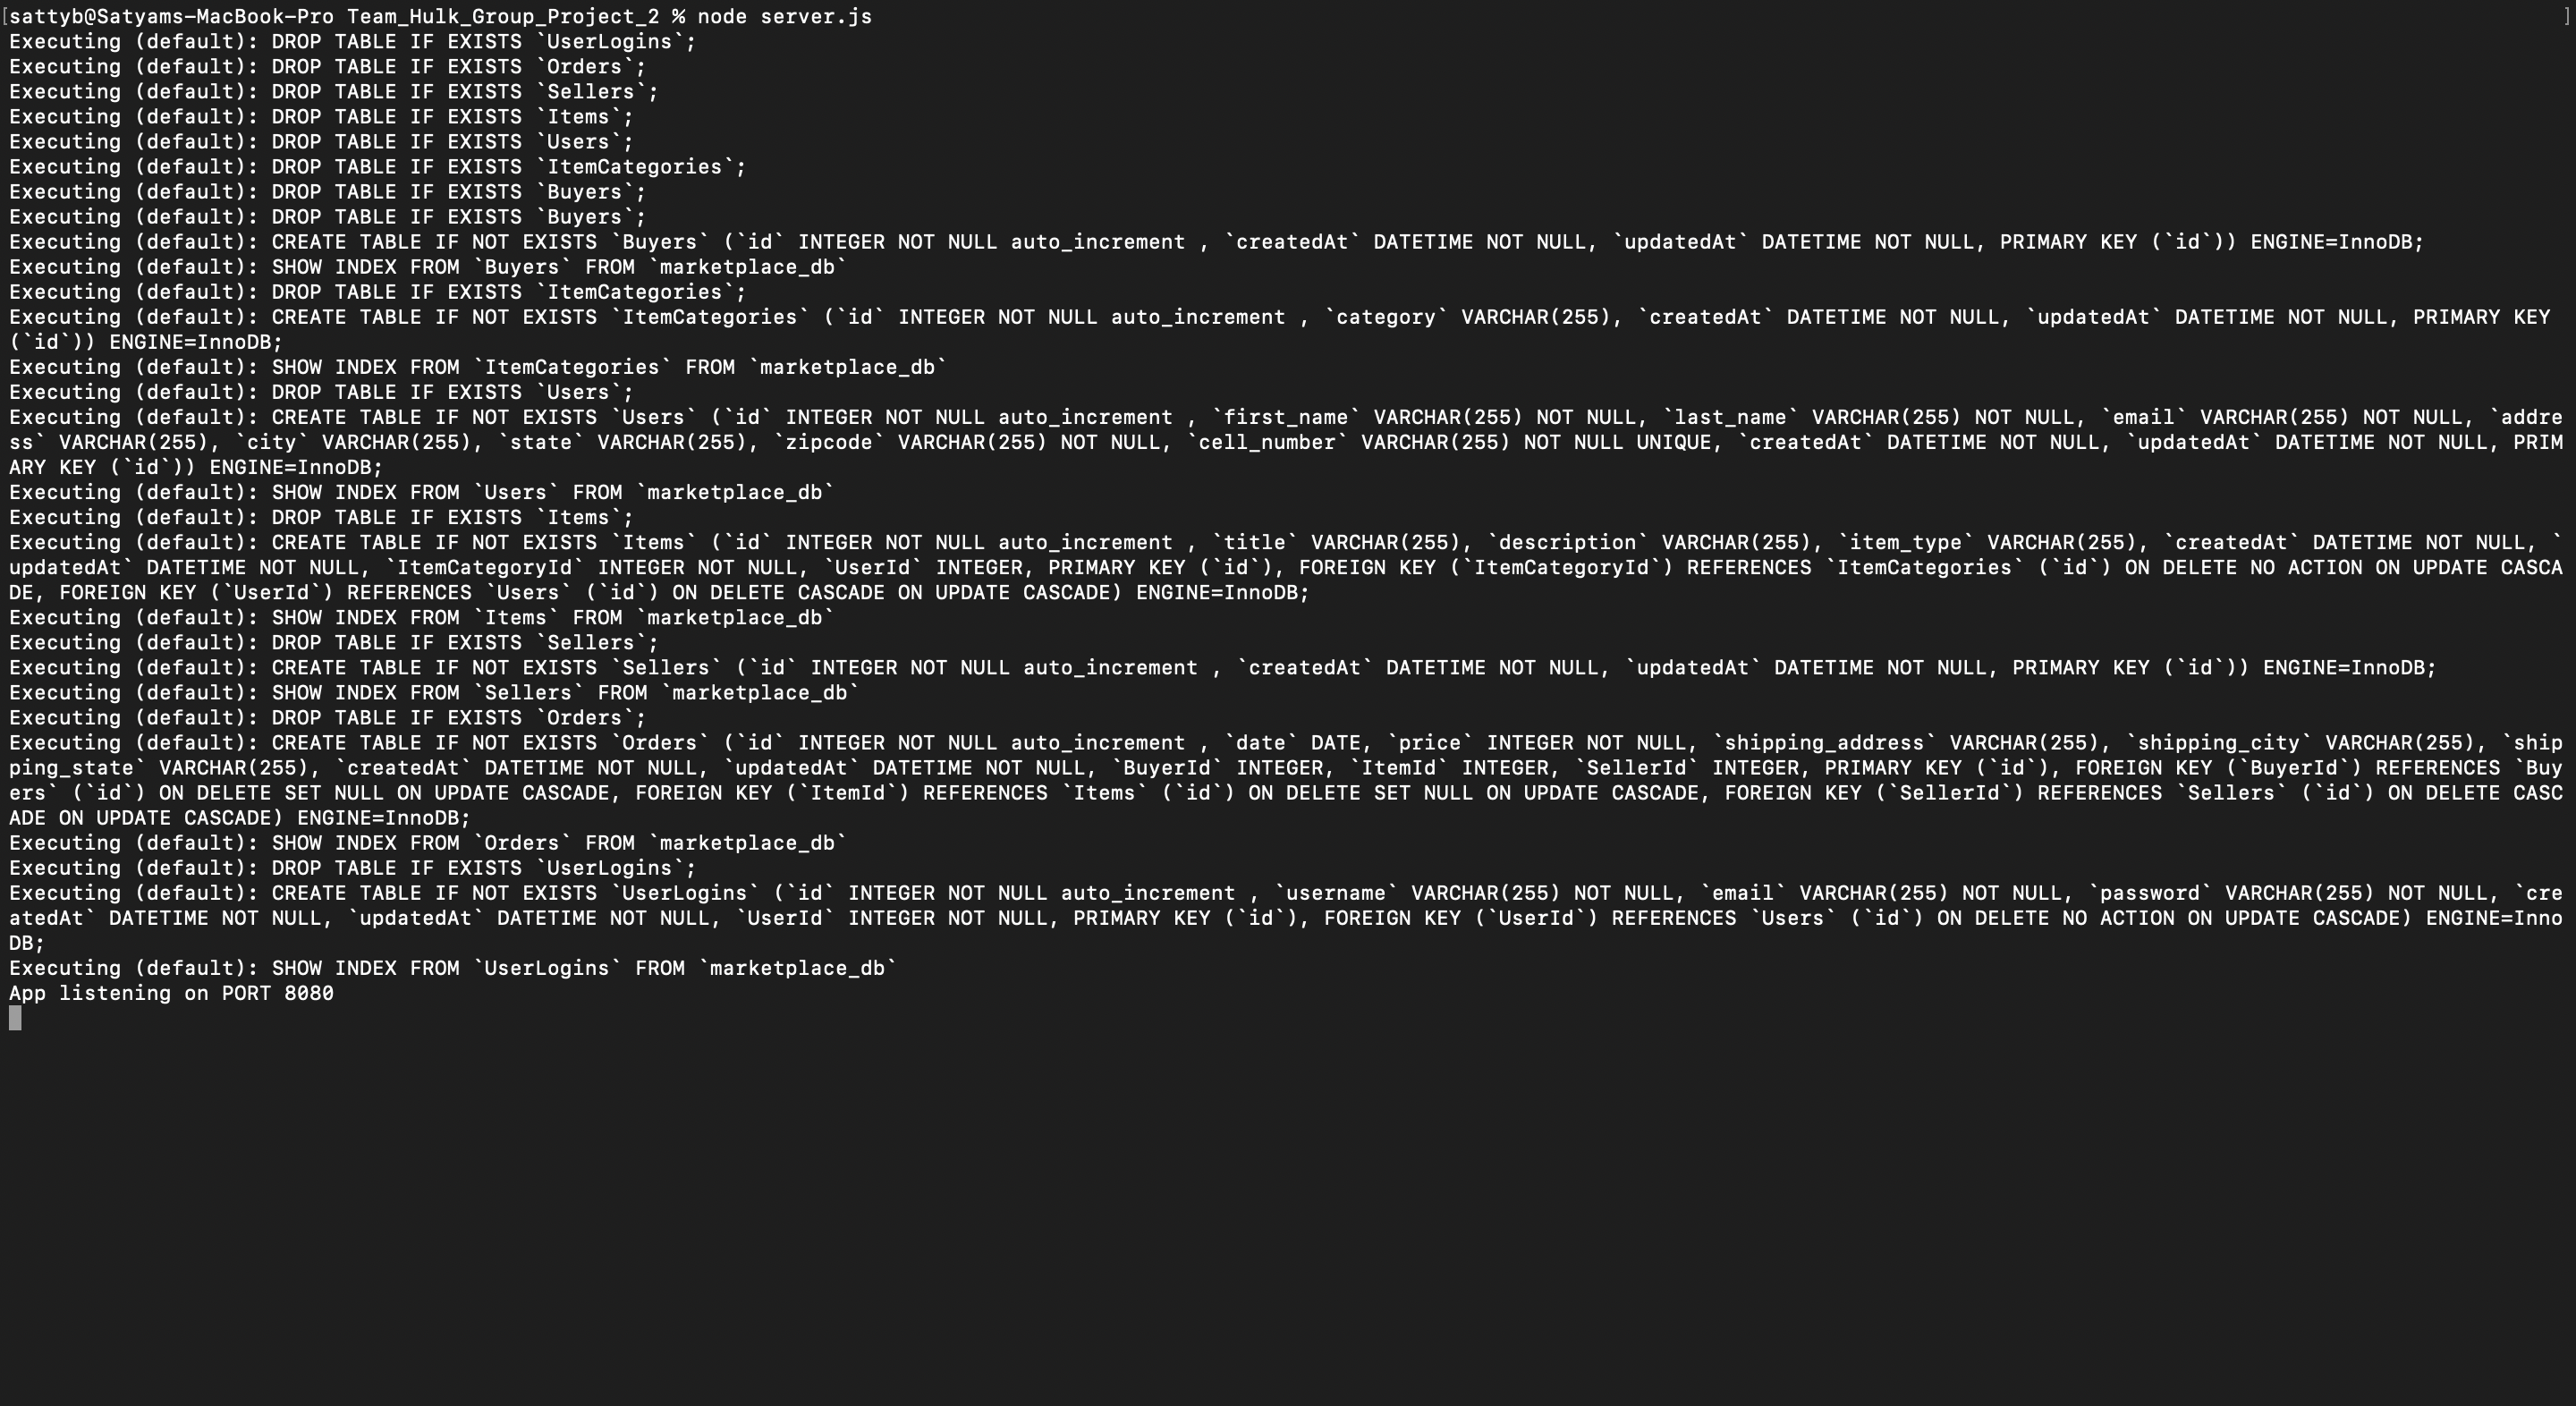 [sattyb@Satyams-MacBook-Pro Team_Hulk_Group_Project_2 % node server.js ]
Executing (default): DROP TABLE IF EXISTS `UserLogins`;
Executing (default): DROP TABLE IF EXISTS `Orders`;
Executing (default): DROP TABLE IF EXISTS `Sellers`;
Executing (default): DROP TABLE IF EXISTS `Items`;
Executing (default): DROP TABLE IF EXISTS `Users`;
Executing (default): DROP TABLE IF EXISTS `ItemCategories`;
Executing (default): DROP TABLE IF EXISTS `Buyers`;
Executing (default): DROP TABLE IF EXISTS `Buyers`;
Executing (default): CREATE TABLE IF NOT EXISTS `Buyers` (`id` INTEGER NOT NULL auto_increment , `createdAt` DATETIME NOT NULL, `updatedAt` DATETIME NOT NULL, PRIMARY KEY (`id`)) ENGINE=InnoDB;
Executing (default): SHOW INDEX FROM `Buyers` FROM `marketplace_db`
Executing (default): DROP TABLE IF EXISTS `ItemCategories`;
Executing (default): CREATE TABLE IF NOT EXISTS `ItemCategories` (`id` INTEGER NOT NULL auto_increment , `category` VARCHAR(255), `createdAt` DATETIME NOT NULL, `updatedAt` DATETIME NOT NULL, PRIMARY KEY
(`id`)) ENGINE=InnoDB;
Executing (default): SHOW INDEX FROM `ItemCategories` FROM `marketplace_db`
Executing (default): DROP TABLE IF EXISTS `Users`;
Executing (default): CREATE TABLE IF NOT EXISTS `Users` (`id` INTEGER NOT NULL auto_increment , `first_name` VARCHAR(255) NOT NULL, `last_name` VARCHAR(255) NOT NULL, `email` VARCHAR(255) NOT NULL, `addre
ss` VARCHAR(255), `city` VARCHAR(255), `state` VARCHAR(255), `zipcode` VARCHAR(255) NOT NULL, `cell_number` VARCHAR(255) NOT NULL UNIQUE, `createdAt` DATETIME NOT NULL, `updatedAt` DATETIME NOT NULL, PRIM
ARY KEY (`id`)) ENGINE=InnoDB;
Executing (default): SHOW INDEX FROM `Users` FROM `marketplace_db`
Executing (default): DROP TABLE IF EXISTS `Items`;
Executing (default): CREATE TABLE IF NOT EXISTS `Items` (`id` INTEGER NOT NULL auto_increment , `title` VARCHAR(255), `description` VARCHAR(255), `item_type` VARCHAR(255), `createdAt` DATETIME NOT NULL, `
updatedAt` DATETIME NOT NULL, `ItemCategoryId` INTEGER NOT NULL, `UserId` INTEGER, PRIMARY KEY (`id`), FOREIGN KEY (`ItemCategoryId`) REFERENCES `ItemCategories` (`id`) ON DELETE NO ACTION ON UPDATE CASCA
DE, FOREIGN KEY (`UserId`) REFERENCES `Users` (`id`) ON DELETE CASCADE ON UPDATE CASCADE) ENGINE=InnoDB;
Executing (default): SHOW INDEX FROM `Items` FROM `marketplace_db`
Executing (default): DROP TABLE IF EXISTS `Sellers`;
Executing (default): CREATE TABLE IF NOT EXISTS `Sellers` (`id` INTEGER NOT NULL auto_increment , `createdAt` DATETIME NOT NULL, `updatedAt` DATETIME NOT NULL, PRIMARY KEY (`id`)) ENGINE=InnoDB;
Executing (default): SHOW INDEX FROM `Sellers` FROM `marketplace_db`
Executing (default): DROP TABLE IF EXISTS `Orders`;
Executing (default): CREATE TABLE IF NOT EXISTS `Orders` (`id` INTEGER NOT NULL auto_increment , `date` DATE, `price` INTEGER NOT NULL, `shipping_address` VARCHAR(255), `shipping_city` VARCHAR(255), `ship
ping_state` VARCHAR(255), `createdAt` DATETIME NOT NULL, `updatedAt` DATETIME NOT NULL, `BuyerId` INTEGER, `ItemId` INTEGER, `SellerId` INTEGER, PRIMARY KEY (`id`), FOREIGN KEY (`BuyerId`) REFERENCES `Buy
ers` (`id`) ON DELETE SET NULL ON UPDATE CASCADE, FOREIGN KEY (`ItemId`) REFERENCES `Items` (`id`) ON DELETE SET NULL ON UPDATE CASCADE, FOREIGN KEY (`SellerId`) REFERENCES `Sellers` (`id`) ON DELETE CASC
ADE ON UPDATE CASCADE) ENGINE=InnoDB;
Executing (default): SHOW INDEX FROM `Orders` FROM `marketplace_db`
Executing (default): DROP TABLE IF EXISTS `UserLogins`;
Executing (default): CREATE TABLE IF NOT EXISTS `UserLogins` (`id` INTEGER NOT NULL auto_increment , `username` VARCHAR(255) NOT NULL, `email` VARCHAR(255) NOT NULL, `password` VARCHAR(255) NOT NULL, `cre
atedAt` DATETIME NOT NULL, `updatedAt` DATETIME NOT NULL, `UserId` INTEGER NOT NULL, PRIMARY KEY (`id`), FOREIGN KEY (`UserId`) REFERENCES `Users` (`id`) ON DELETE NO ACTION ON UPDATE CASCADE) ENGINE=Inno
DB;
Executing (default): SHOW INDEX FROM `UserLogins` FROM `marketplace_db`
App listening on PORT 8080